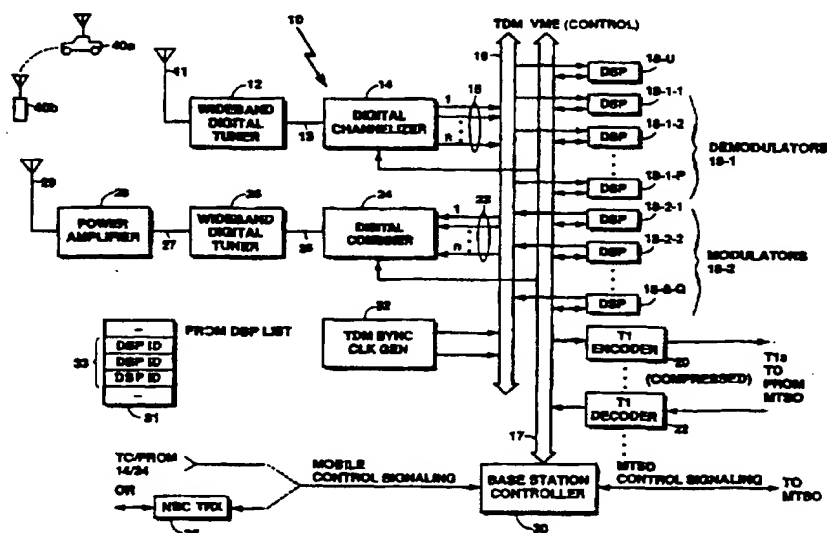 10
TDM VME (CONTROL)
40a
40b
11
12
WIDEBAND
DIGITAL
TUNER
13
14
DIGITAL
CHANNELIZER
1
n
16
DSP
18-U
DSP
18-1-1
DSP
18-1-2
DSP
18-1-P
DEMODULATORS
18-1
29
28
POWER
AMPLIFIER
27
26
WIDEBAND
DIGITAL
TUNER
25
24
DIGITAL
COMBINER
1
n
23
DSP
18-2-1
DSP
18-2-2
DSP
MODULATORS
18-2
32
TDM SYNC
CLK GEN
DSP ID
DSP ID
DSP ID
FROM DSP LIST
33
31
T1
ENCODER
20
(COMPRESSED)
T1s
TO
FROM
MTSO
T1
DECODER
22
17
TO/FROM
14/24
OR
MOBILE
CONTROL SIGNALING
BASE STATION
CONTROLLER
30
MTSO
CONTROL SIGNALING
TO
MTSO